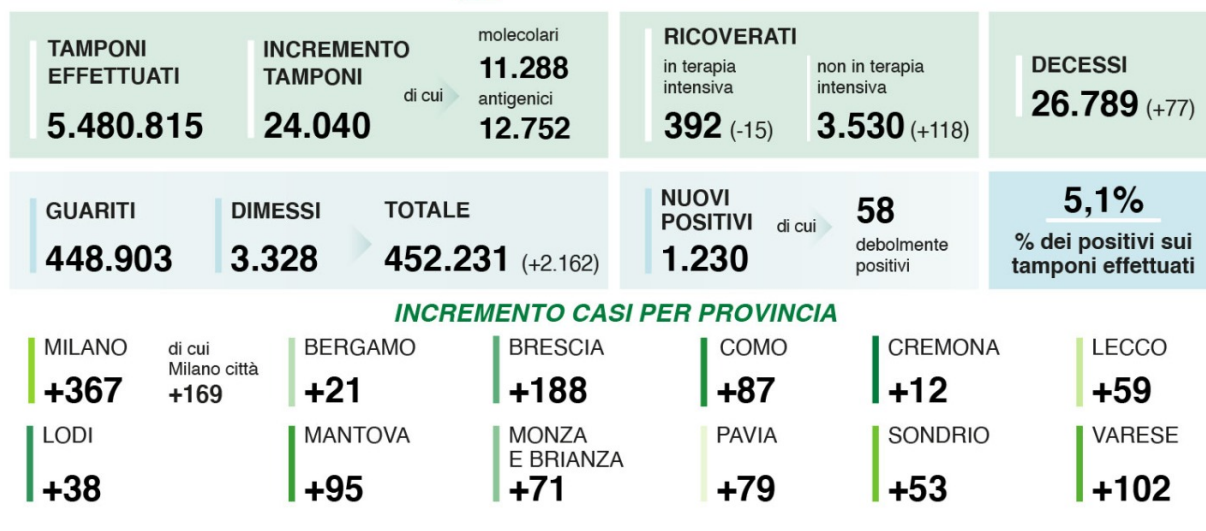 TAMPONI
EFFETTUATI
5.480.815
INCREMENTO
TAMPONI
24.040
di cui
molecolari
11.288
antigenici
12.752
RICOVERATI
in terapia
intensiva
392 (-15)
non in terapia
intensiva
3.530 (+118)
DECESSI
26.789 (+77)
GUARITI
448.903
DIMESSI
3.328
TOTALE
452.231 (+2.162)
NUOVI
POSITIVI
1.230
di cui
58
debolmente
positivi
5,1%
% dei positivi sui
tamponi effettuati
INCREMENTO CASI PER PROVINCIA
MILANO
+367
di cui
Milano città
+169
BERGAMO
+21
BRESCIA
+188
COMO
+87
CREMONA
+12
LECCO
+59
LODI
+38
MANTOVA
+95
MONZA
E BRIANZA
+71
PAVIA
+79
SONDRIO
+53
VARESE
+102